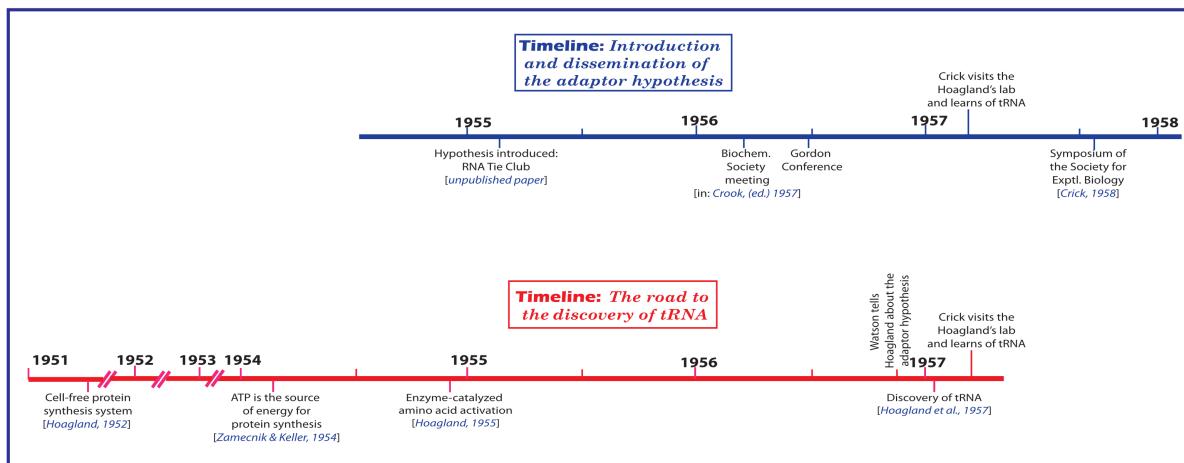 Timeline: Introduction
and dissemination of
the adaptor hypothesis
Crick visits the
Hoagland's lab
and learns of tRNA
1955
1956
1957
1958
Hypothesis introduced:
RNA Tie Club
[unpublished paper]
Biochem.
Society
meeting
[in: Crook, (ed.) 1957]
Gordon
Conference
Symposium of
the Society for
Exptl. Biology
[Crick, 1958]
Timeline: The road to
the discovery of tRNA
Watson tells
Hoagland about the
adaptor hypothesis
Crick visits the
Hoagland's lab
and learns of tRNA
1951
1952
1953
1954
1955
1956
1957
Cell-free protein
synthesis system
[Hoagland, 1952]
ATP is the source
of energy for
protein synthesis
[Zamecnik & Keller, 1954]
Enzyme-catalyzed
amino acid activation
[Hoagland, 1955]
Discovery of tRNA
[Hoagland et al., 1957]